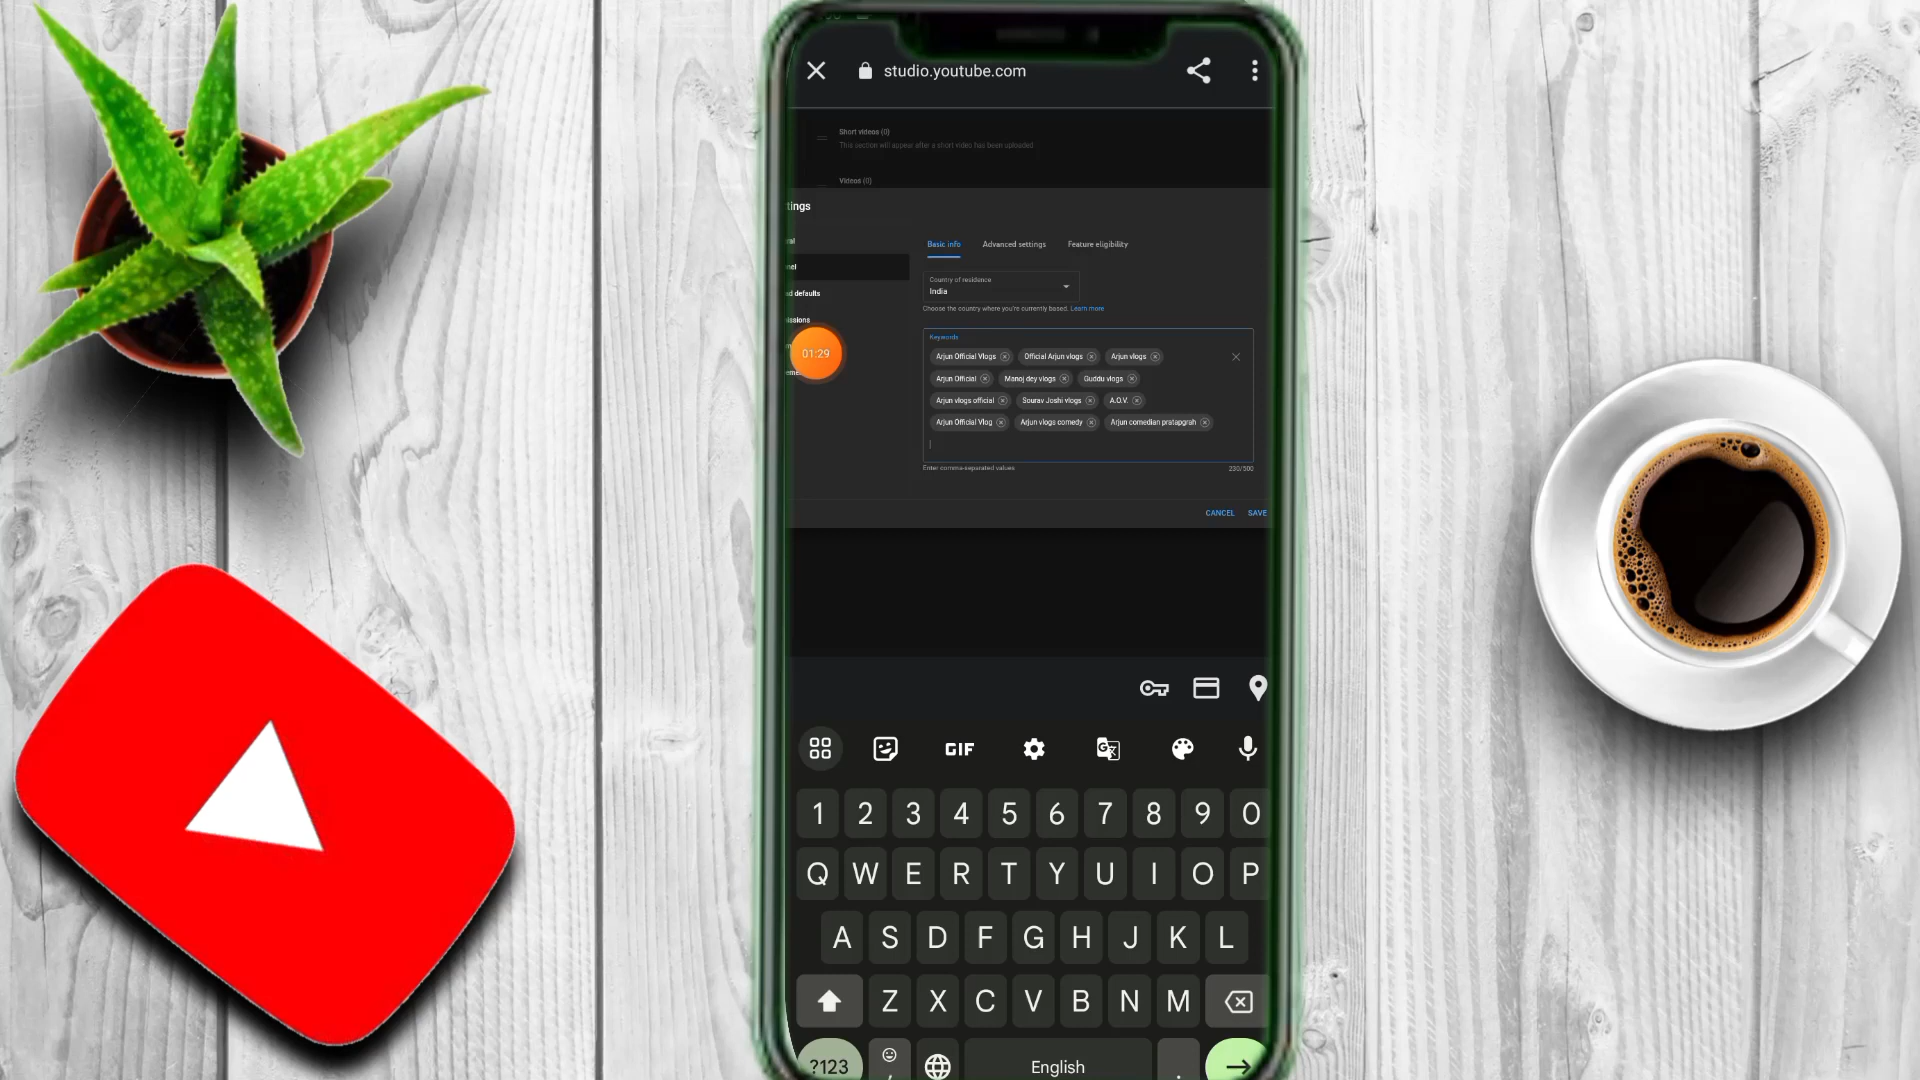 studio.youtube.com
Short videos (0)
This section will appear after a short video has been uploaded
Videos (0)
tings
ral
nel
Basic info Advanced settings Feature eligibility
ad defaults
Country of residence
India
Choose the country where you're currently based. Learn more
issions
Keywords
Arjun Official Vlogs Official Arjun vlogs Arjun vlogs
01:29
Arjun Official Manoj dey vlogs Guddu vlogs
Arjun vlogs official Sourav Joshi vlogs A.O.V.
Arjun Official Vlog Arjun vlogs comedy Arjun comedian pratapgrah
Enter comma-separated values 230/500
CANCEL SAVE
GIF
1 2 3 4 5 6 7 8 9 0
Q W E R T Y U I O P
A S D F G H J K L
Z X C V B N M
?123 , English .